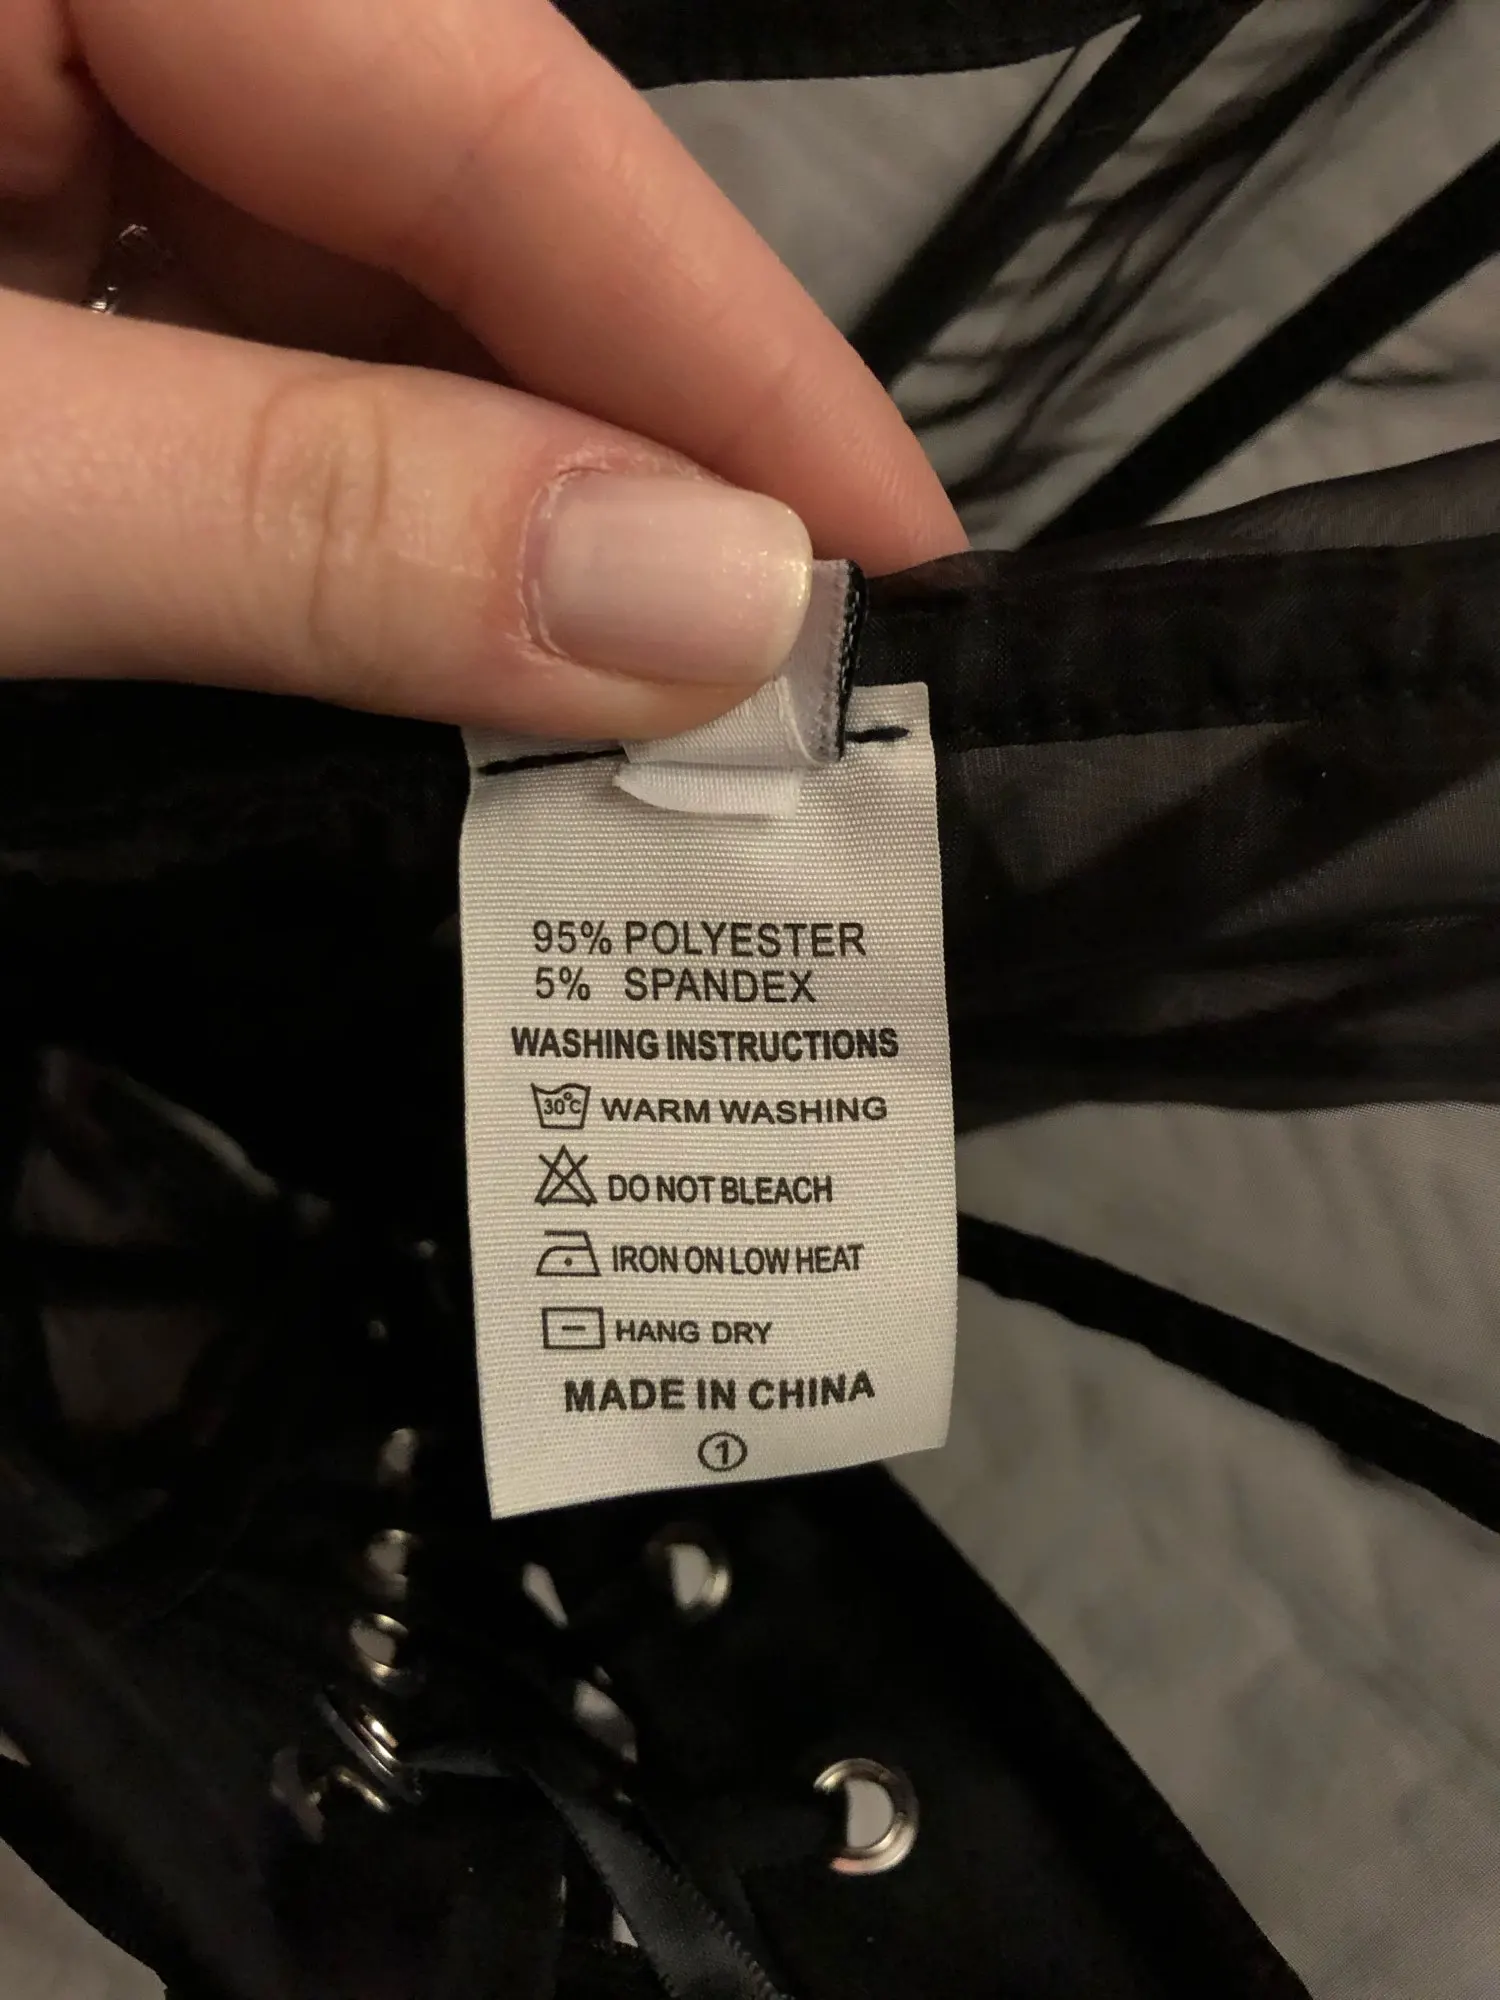 95% POLYESTER
5% SPANDEX
WASHING INSTRUCTIONS
30°C WARM WASHING
DO NOT BLEACH
IRON ON LOW HEAT
HANG DRY
MADE IN CHINA
①